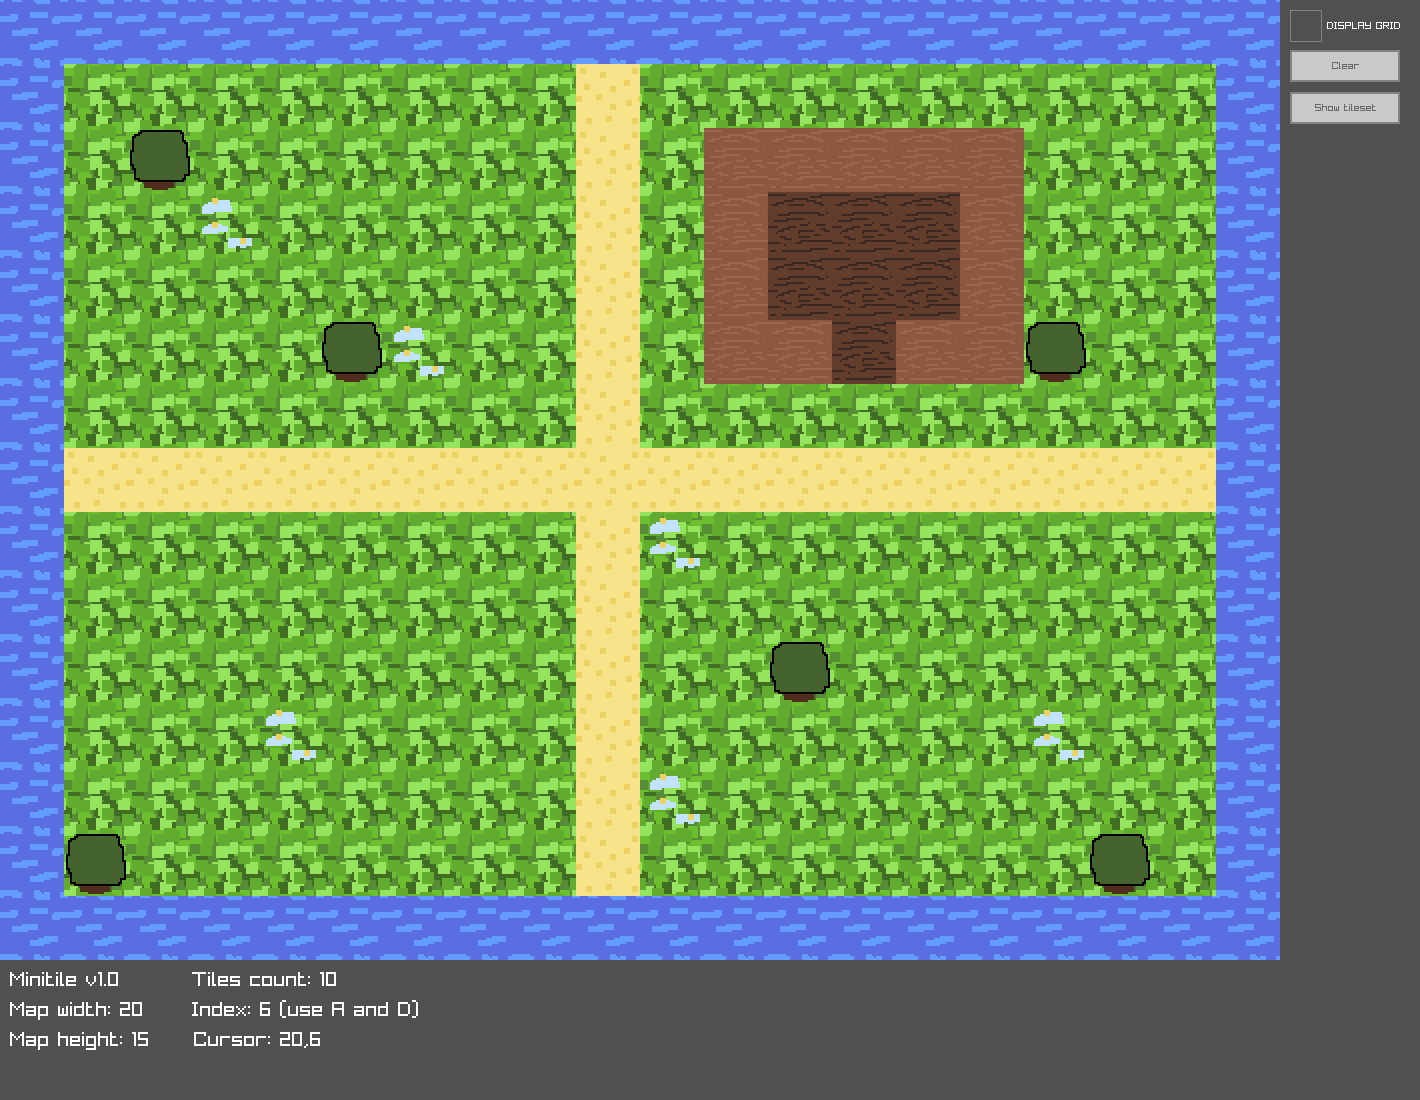 DISPLAY GRID
Clear
Show tileset
Minitile v1.0
Tiles count: 10
Map width: 20
Index: 6 (use A and D)
Map height: 15
Cursor: 20,6